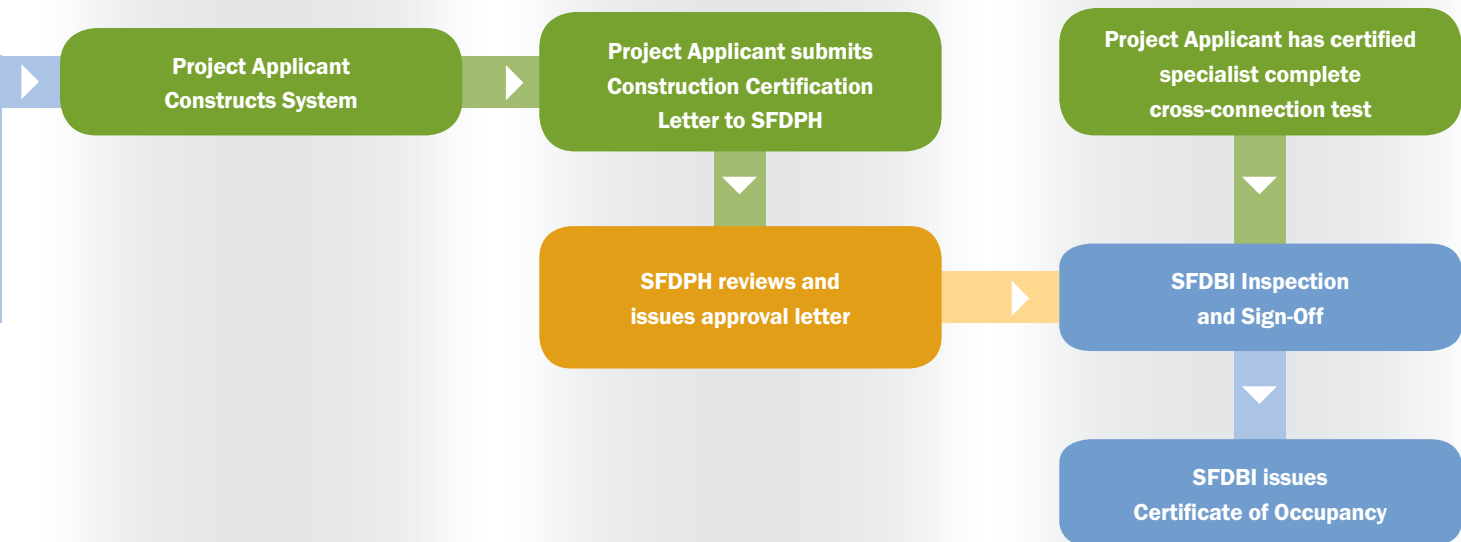 Project Applicant
Constructs System
Project Applicant submits
Construction Certification
Letter to SFDPH
Project Applicant has certified
specialist complete
cross-connection test
SFDPH reviews and
issues approval letter
SFDBI Inspection
and Sign-Off
SFDBI issues
Certificate of Occupancy